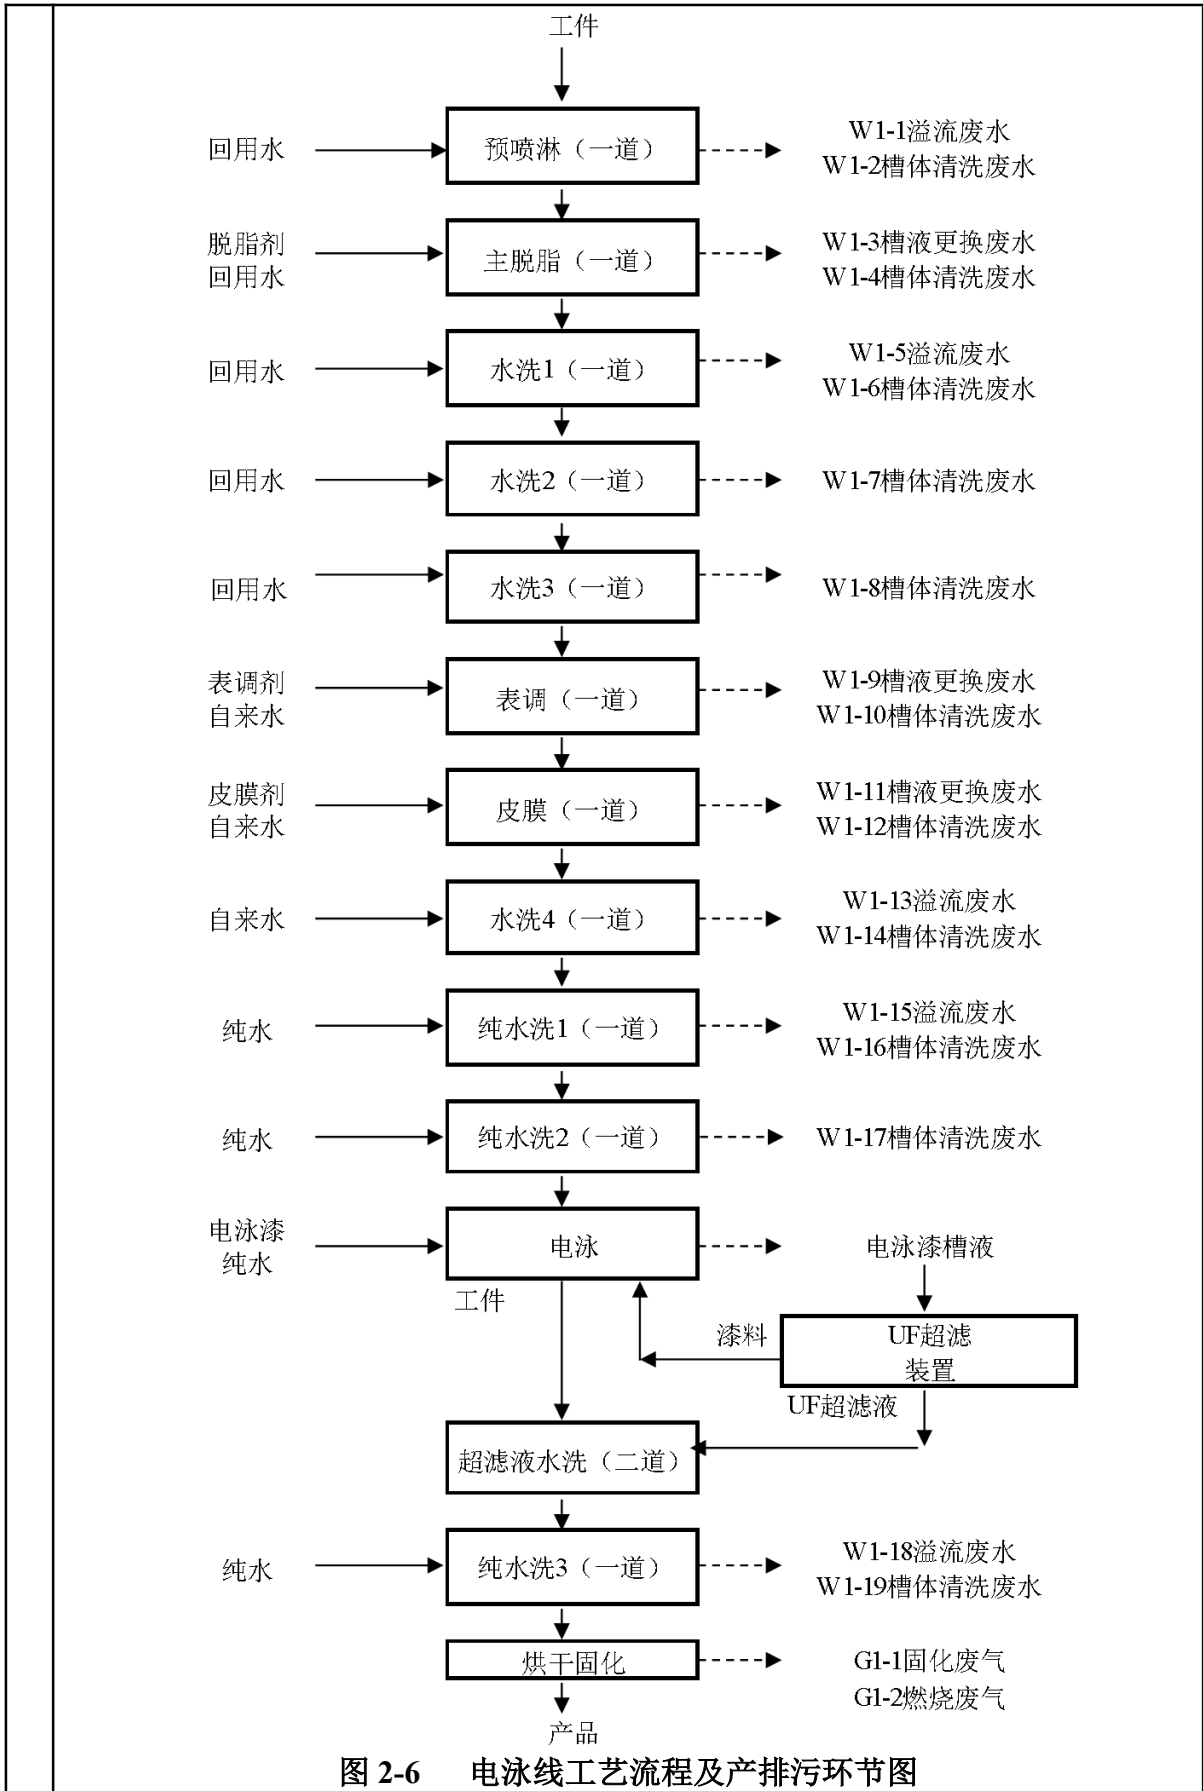 工件
回用水
预喷淋（一道）
W1-1溢流废水
W1-2槽体清洗废水
脱脂剂
回用水
主脱脂（一道）
W1-3槽液更换废水
W1-4槽体清洗废水
回用水
水洗1（一道）
W1-5溢流废水
W1-6槽体清洗废水
回用水
水洗2（一道）
W1-7槽体清洗废水
回用水
水洗3（一道）
W1-8槽体清洗废水
表调剂
自来水
表调（一道）
W1-9槽液更换废水
W1-10槽体清洗废水
皮膜剂
自来水
皮膜（一道）
W1-11槽液更换废水
W1-12槽体清洗废水
自来水
水洗4（一道）
W1-13溢流废水
W1-14槽体清洗废水
纯水
纯水洗1（一道）
W1-15溢流废水
W1-16槽体清洗废水
纯水
纯水洗2（一道）
W1-17槽体清洗废水
电泳漆
纯水
电泳
电泳漆槽液
工件
漆料
UF超滤
装置
UF超滤液
超滤液水洗（二道）
纯水
纯水洗3（一道）
W1-18溢流废水
W1-19槽体清洗废水
烘干固化
G1-1固化废气
G1-2燃烧废气
产品
图 2-6 电泳线工艺流程及产排污环节图